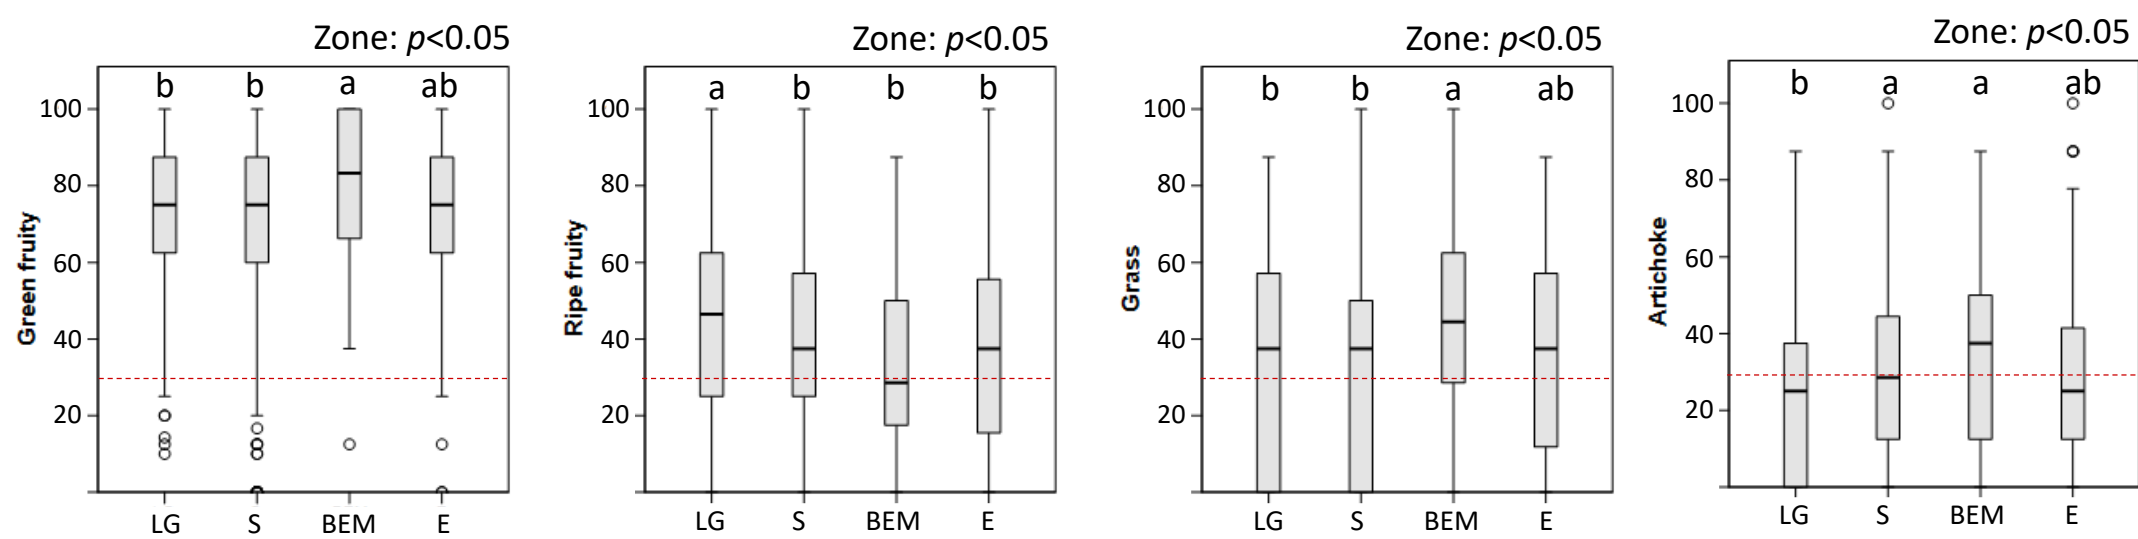 Zone: p<0.05
b b a ab
Green fruity
100
80
60
40
20
LG S BEM E
Zone: p<0.05
a b b b
Ripe fruity
100
80
60
40
20
LG S BEM E
Zone: p<0.05
b b a ab
Grass
100
80
60
40
20
LG S BEM E
Zone: p<0.05
b a a ab
Artichoke
100
80
60
40
20
LG S BEM E